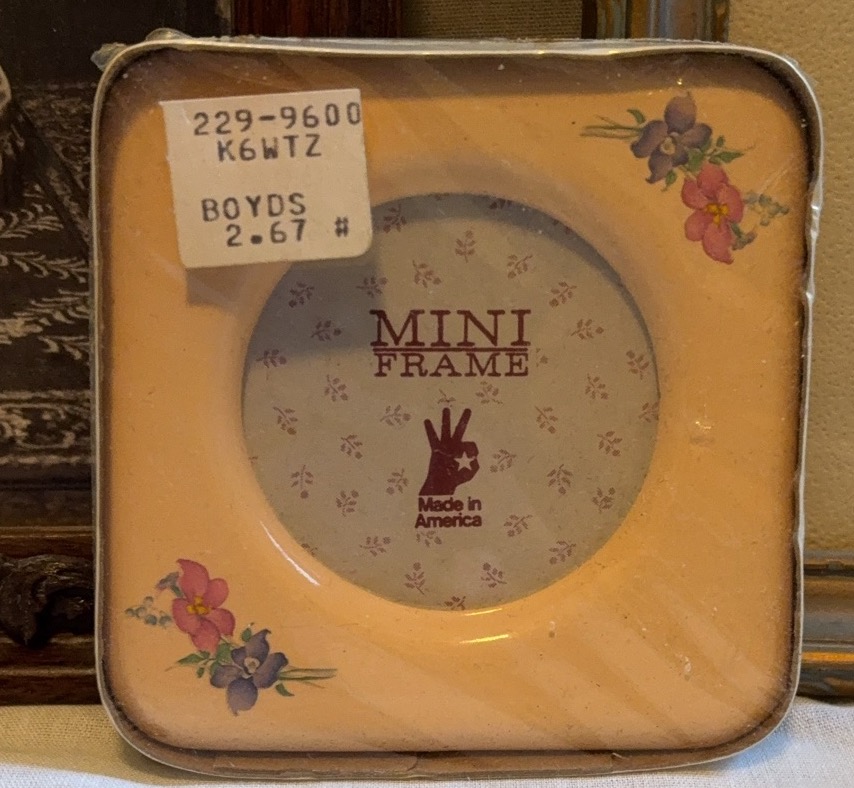 229-9600
K6WTZ
BOYDS
2.67 #
MINI
FRAME
Made in
America